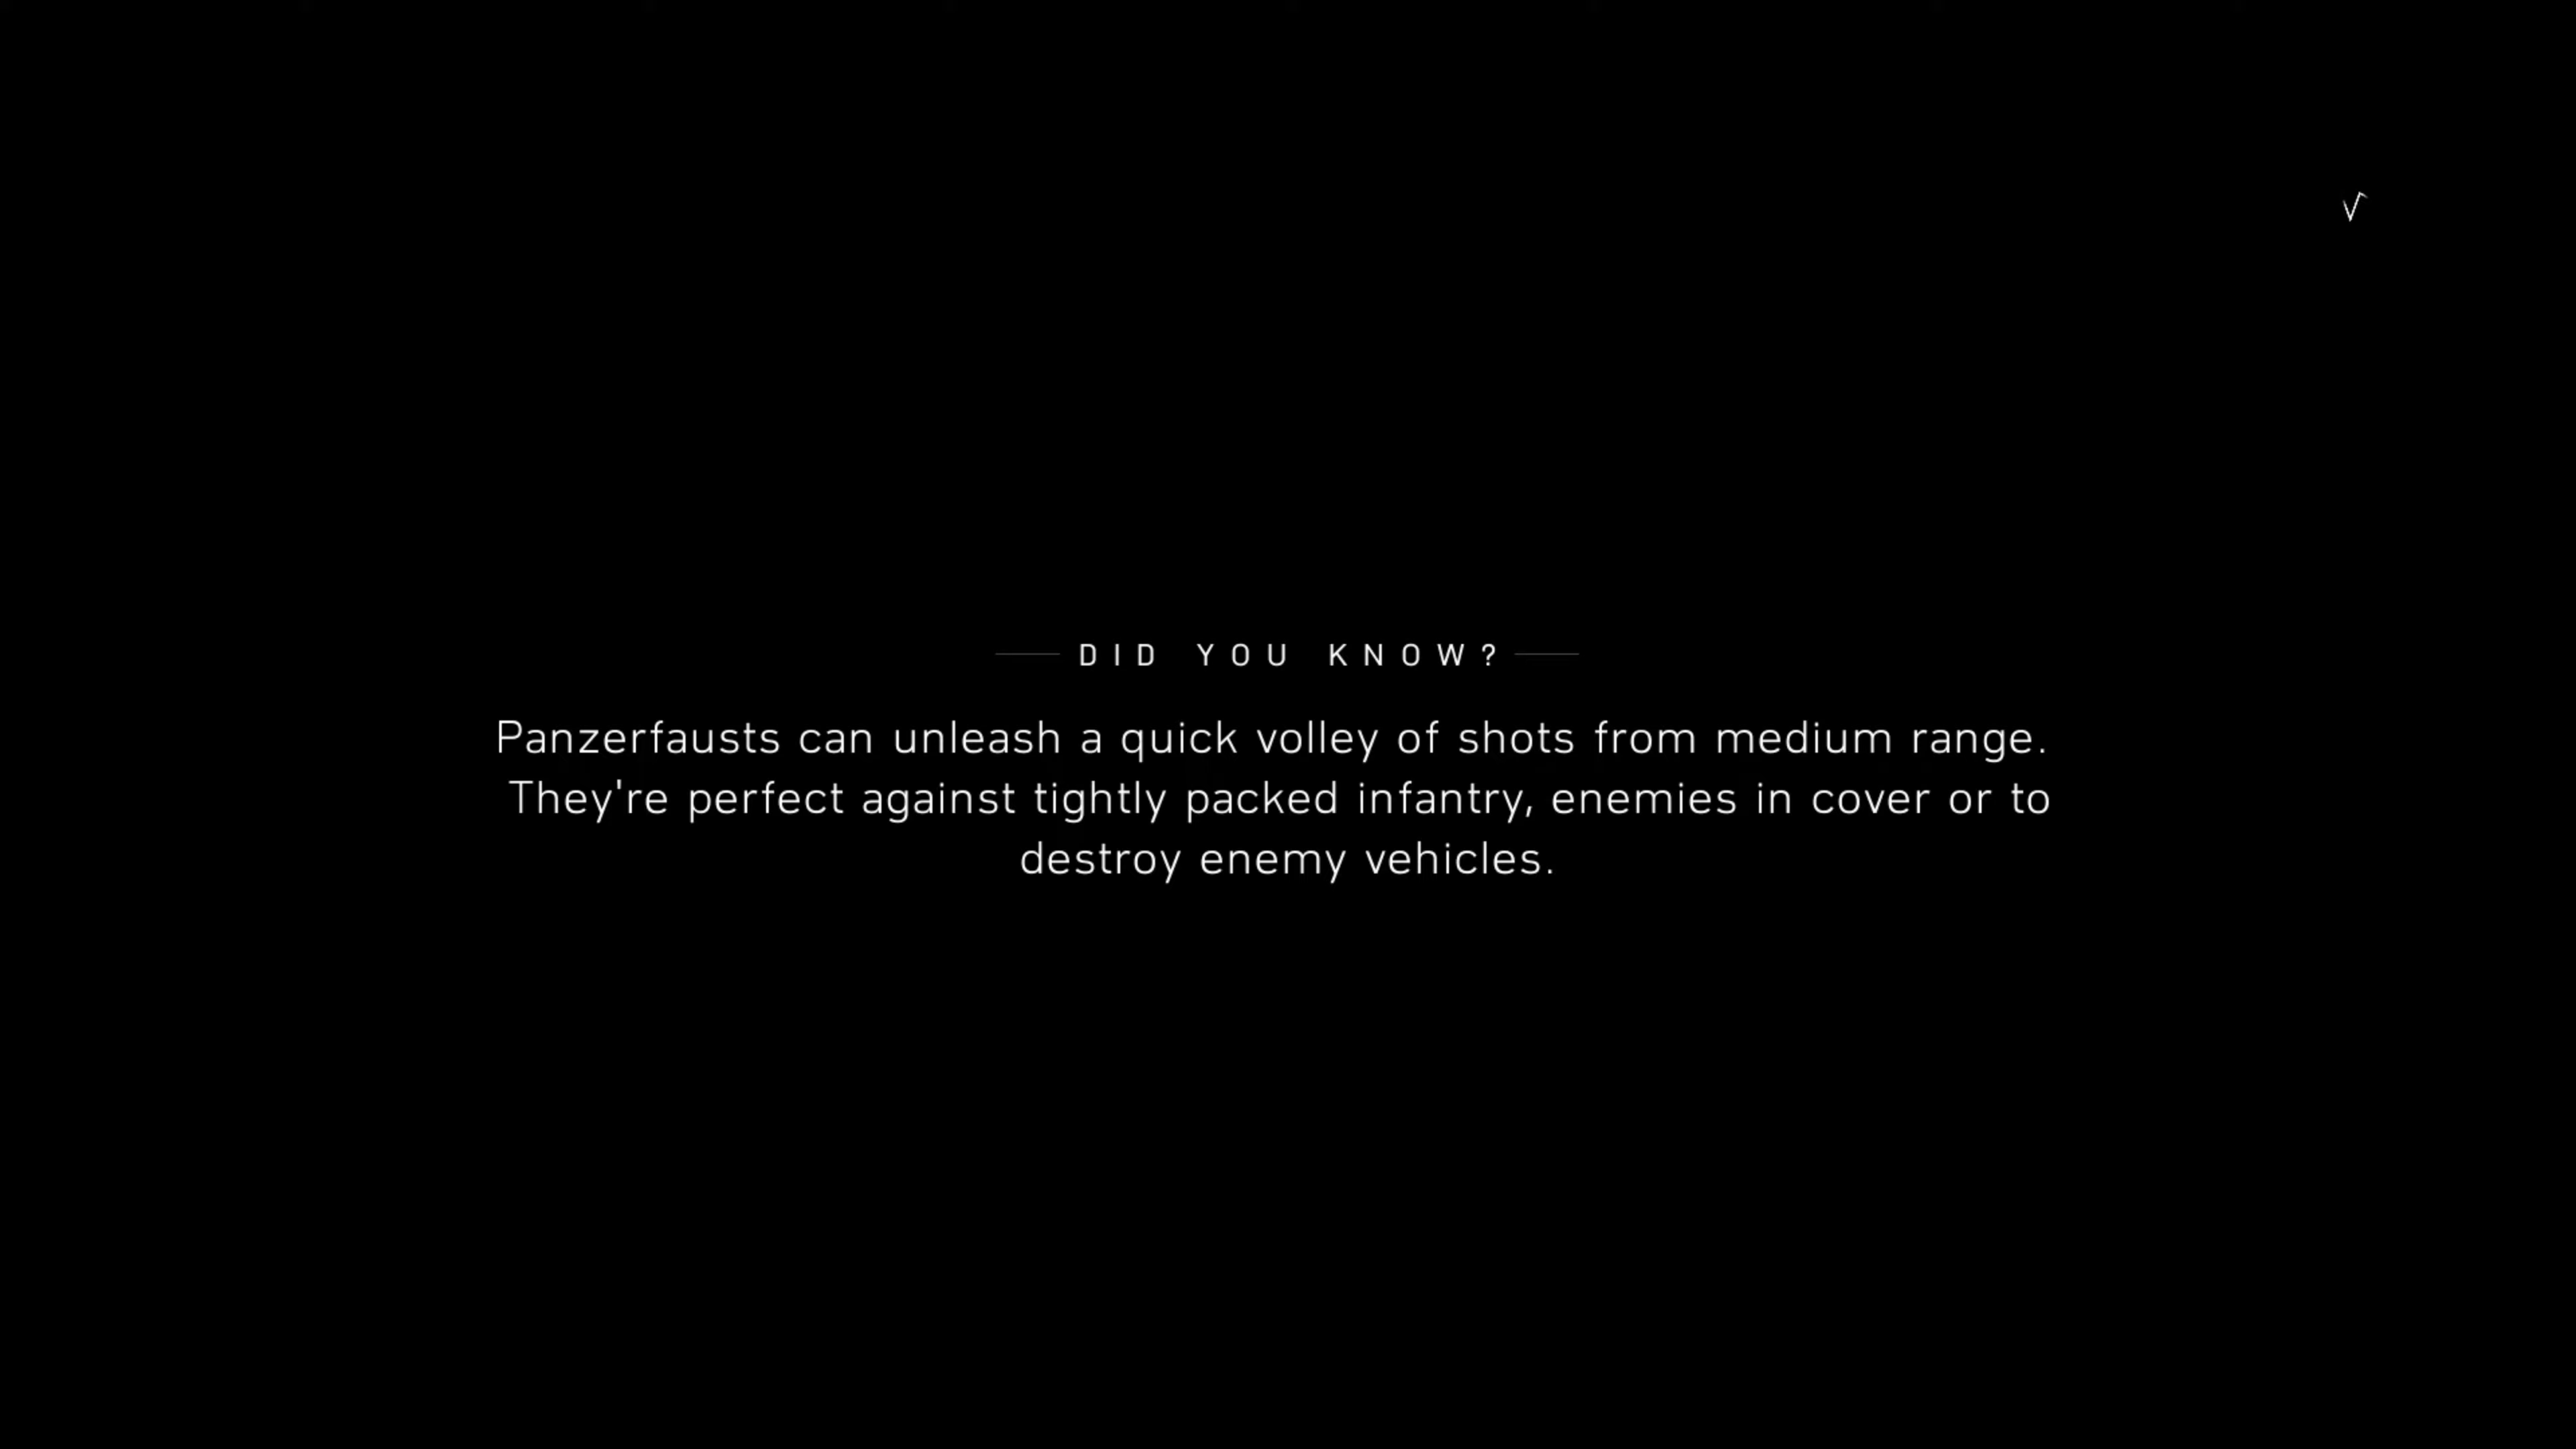 DID YOU KNOW?
Panzerfausts can unleash a quick volley of shots from medium range.
They're perfect against tightly packed infantry, enemies in cover or to
destroy enemy vehicles.